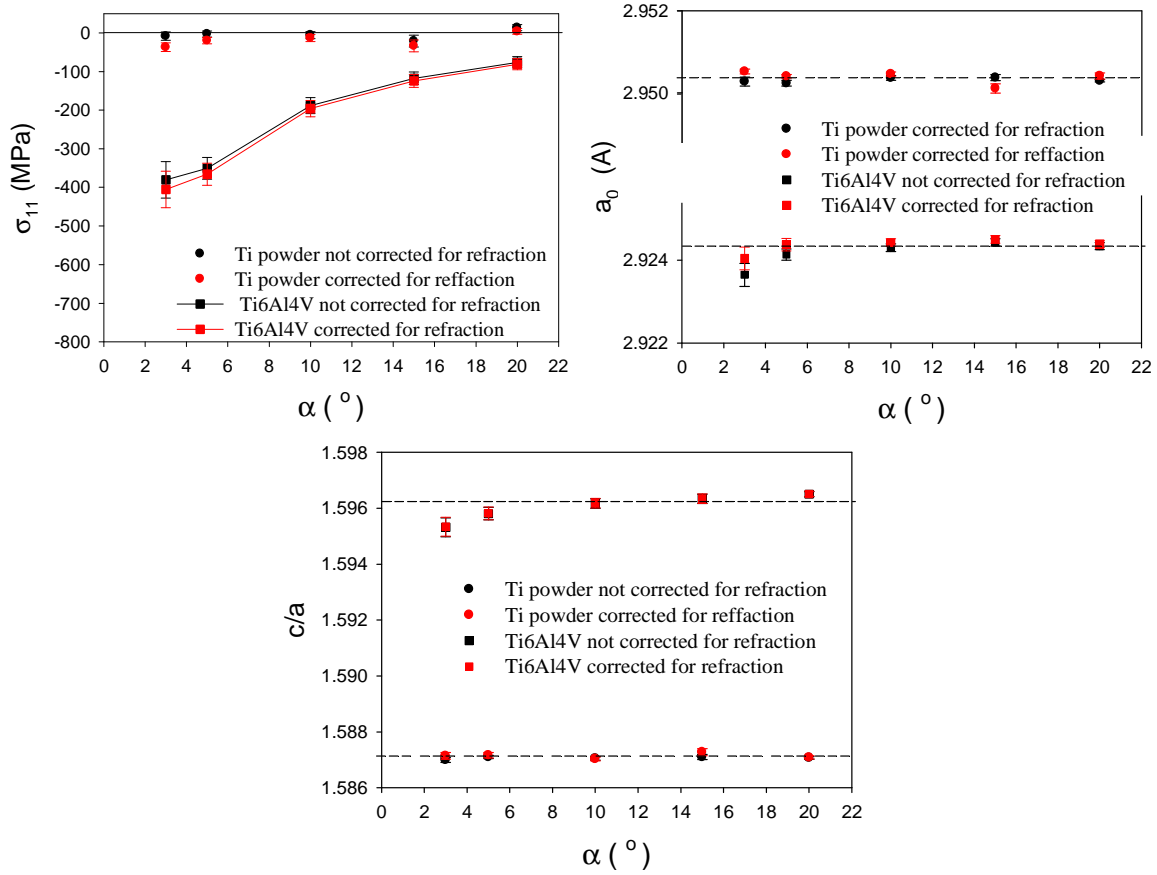 0
-100
-200
-300
-400
-500
-600
-700
-800
σ11 (MPa)
Ti powder not corrected for refraction
Ti powder corrected for reffaction
Ti6Al4V not corrected for refraction
Ti6Al4V corrected for refraction
0 2 4 6 8 10 12 14 16 18 20 22
α ( o )
2.952
2.950
2.924
2.922
a0 (A)
Ti powder corrected for refraction
Ti powder corrected for reffaction
Ti6Al4V not corrected for refraction
Ti6Al4V corrected for refraction
0 2 4 6 8 10 12 14 16 18 20 22
α ( o )
1.598
1.596
1.594
1.592
1.590
1.588
1.586
c/a
Ti powder not corrected for refraction
Ti powder corrected for reffaction
Ti6Al4V not corrected for refraction
Ti6Al4V corrected for refraction
0 2 4 6 8 10 12 14 16 18 20 22
α ( o )